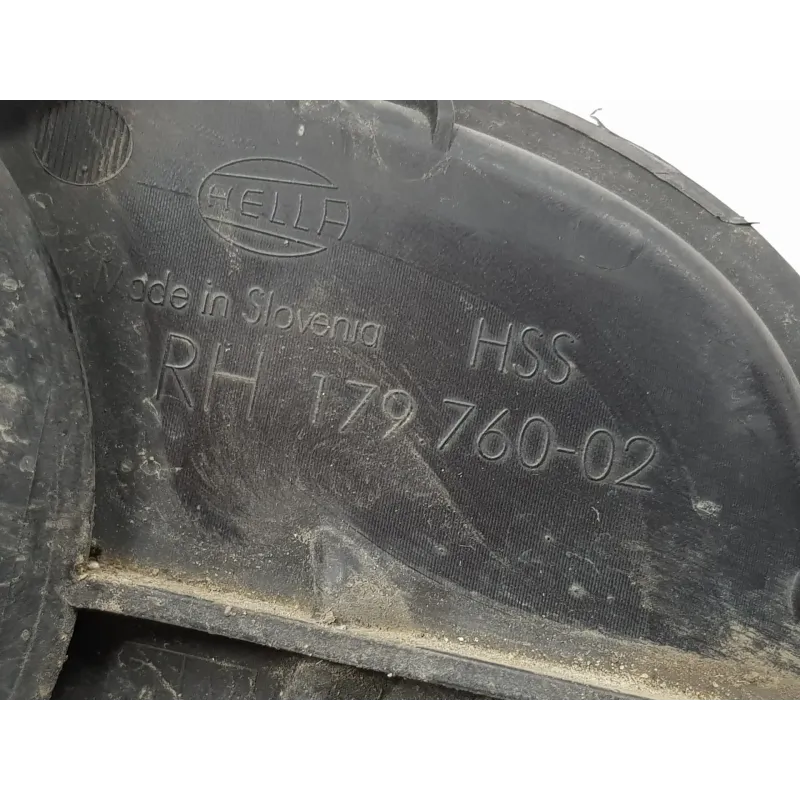 HELLA
Made in Slovenia
HSS
RH 179 760-02